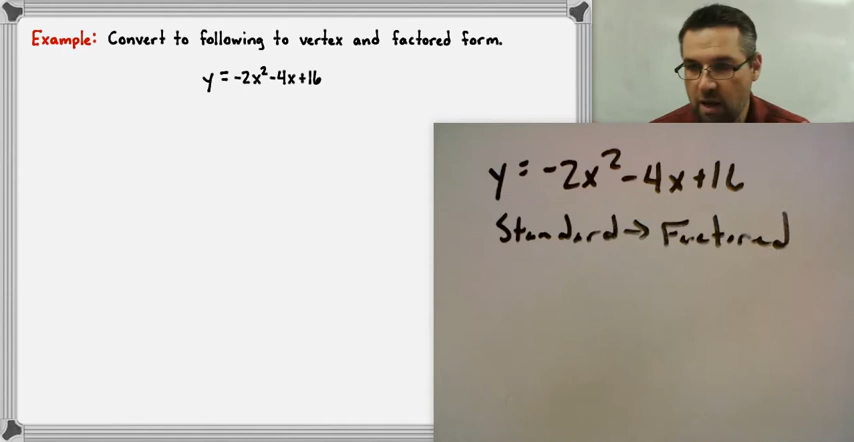 Example: Convert to following to vertex and factored form.
y = -2x² - 4x + 16
y = -2x² - 4x + 16
Standard → Factored